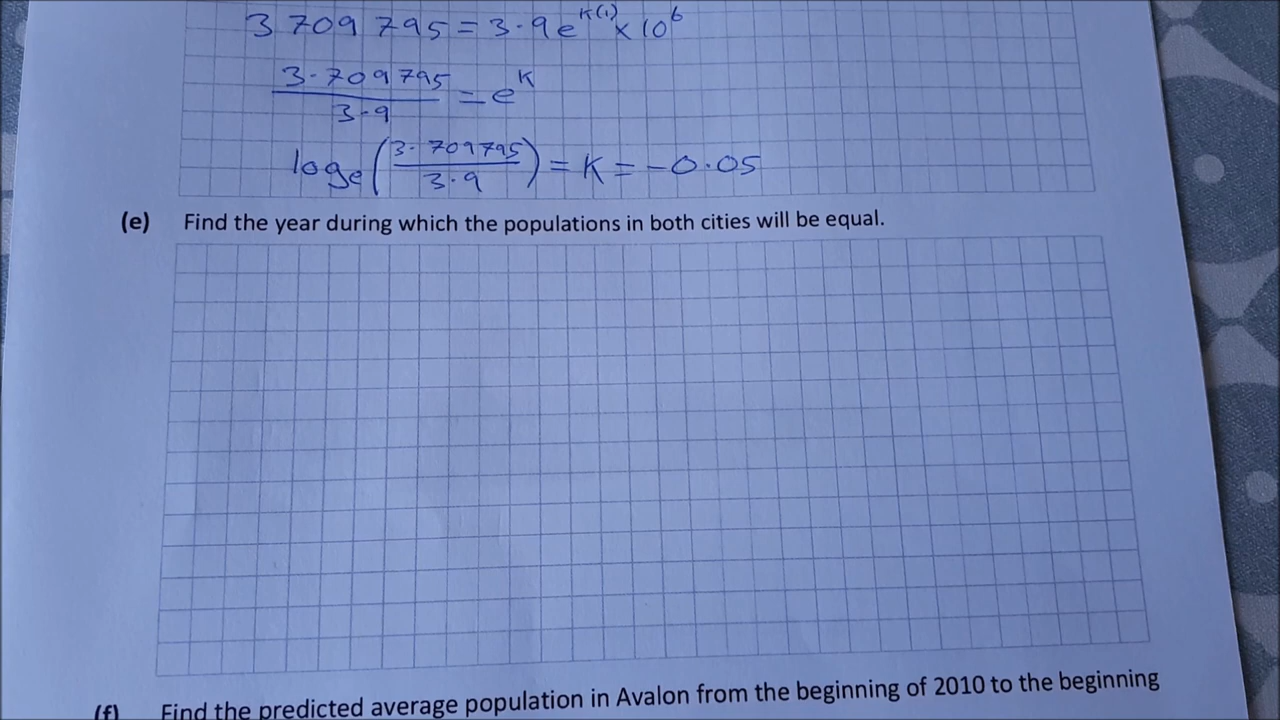 3 709 795 = 3.9e^k(1) × 10^6
3.709795/3.9 = e^k
loge(3.709795/3.9) = k = -0.05
(e) Find the year during which the populations in both cities will be equal.
(f) Find the predicted average population in Avalon from the beginning of 2010 to the beginning